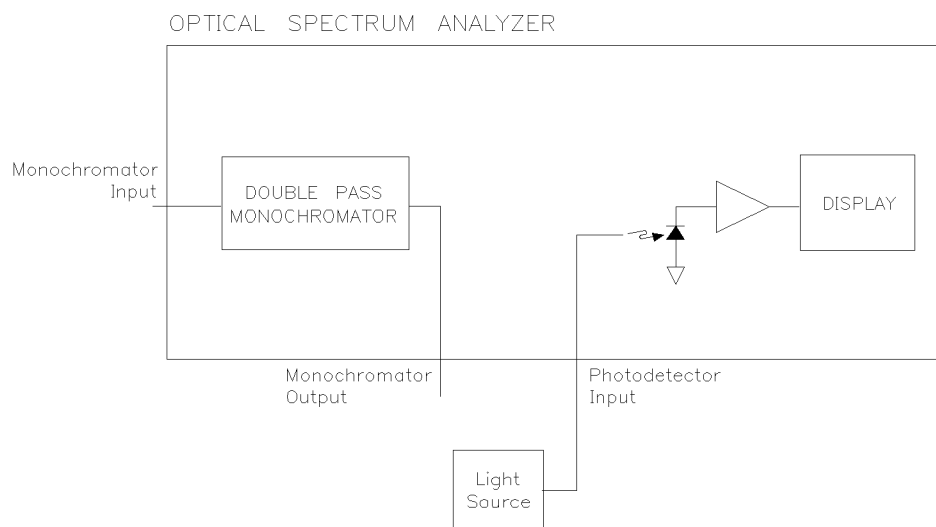 OPTICAL SPECTRUM ANALYZER
Monochromator
Input
DOUBLE PASS
MONOCHROMATOR
DISPLAY
Monochromator
Output
Photodetector
Input
Light
Source